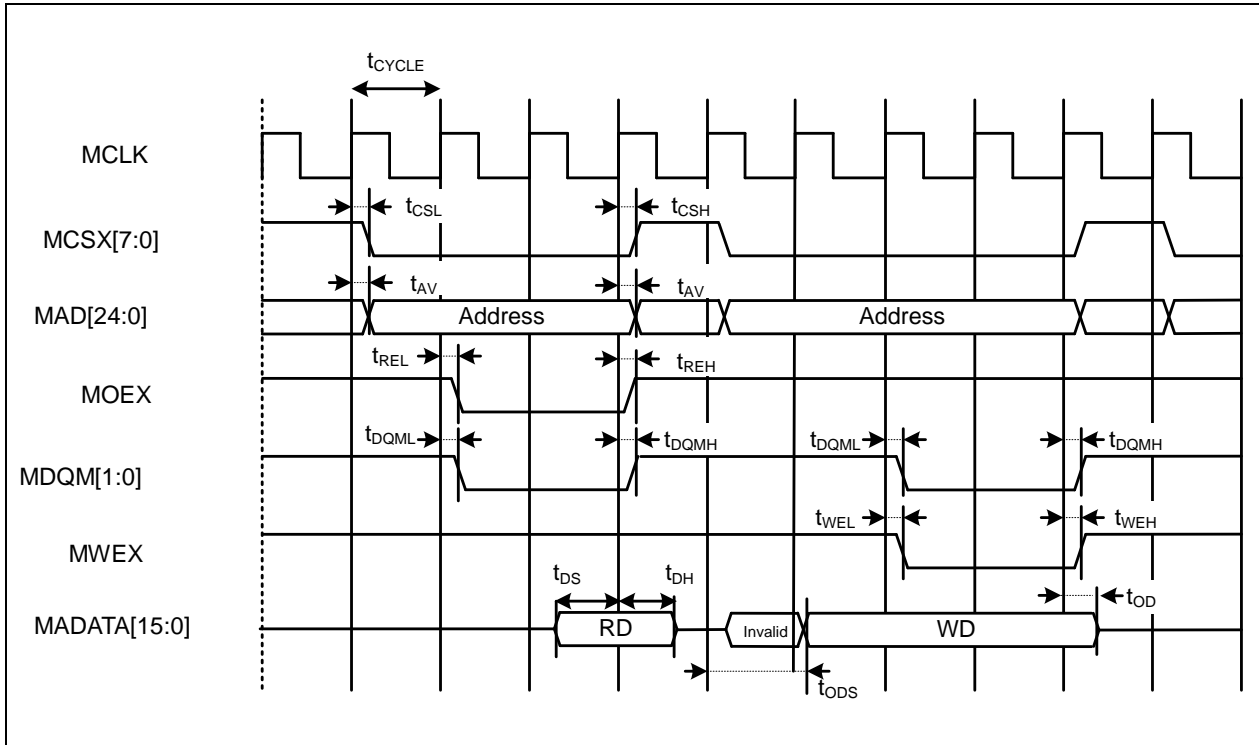 tCYCLE
MCLK
tCSL tCSH
MCSX[7:0]
tAV tAV
MAD[24:0] Address Address
tREL tREH
MOEX
tDQML tDQMH tDQML tDQMH
MDQM[1:0]
tWEL tWEH
MWEX
tDS tDH
tOD
MADATA[15:0] RD Invalid WD
tODS